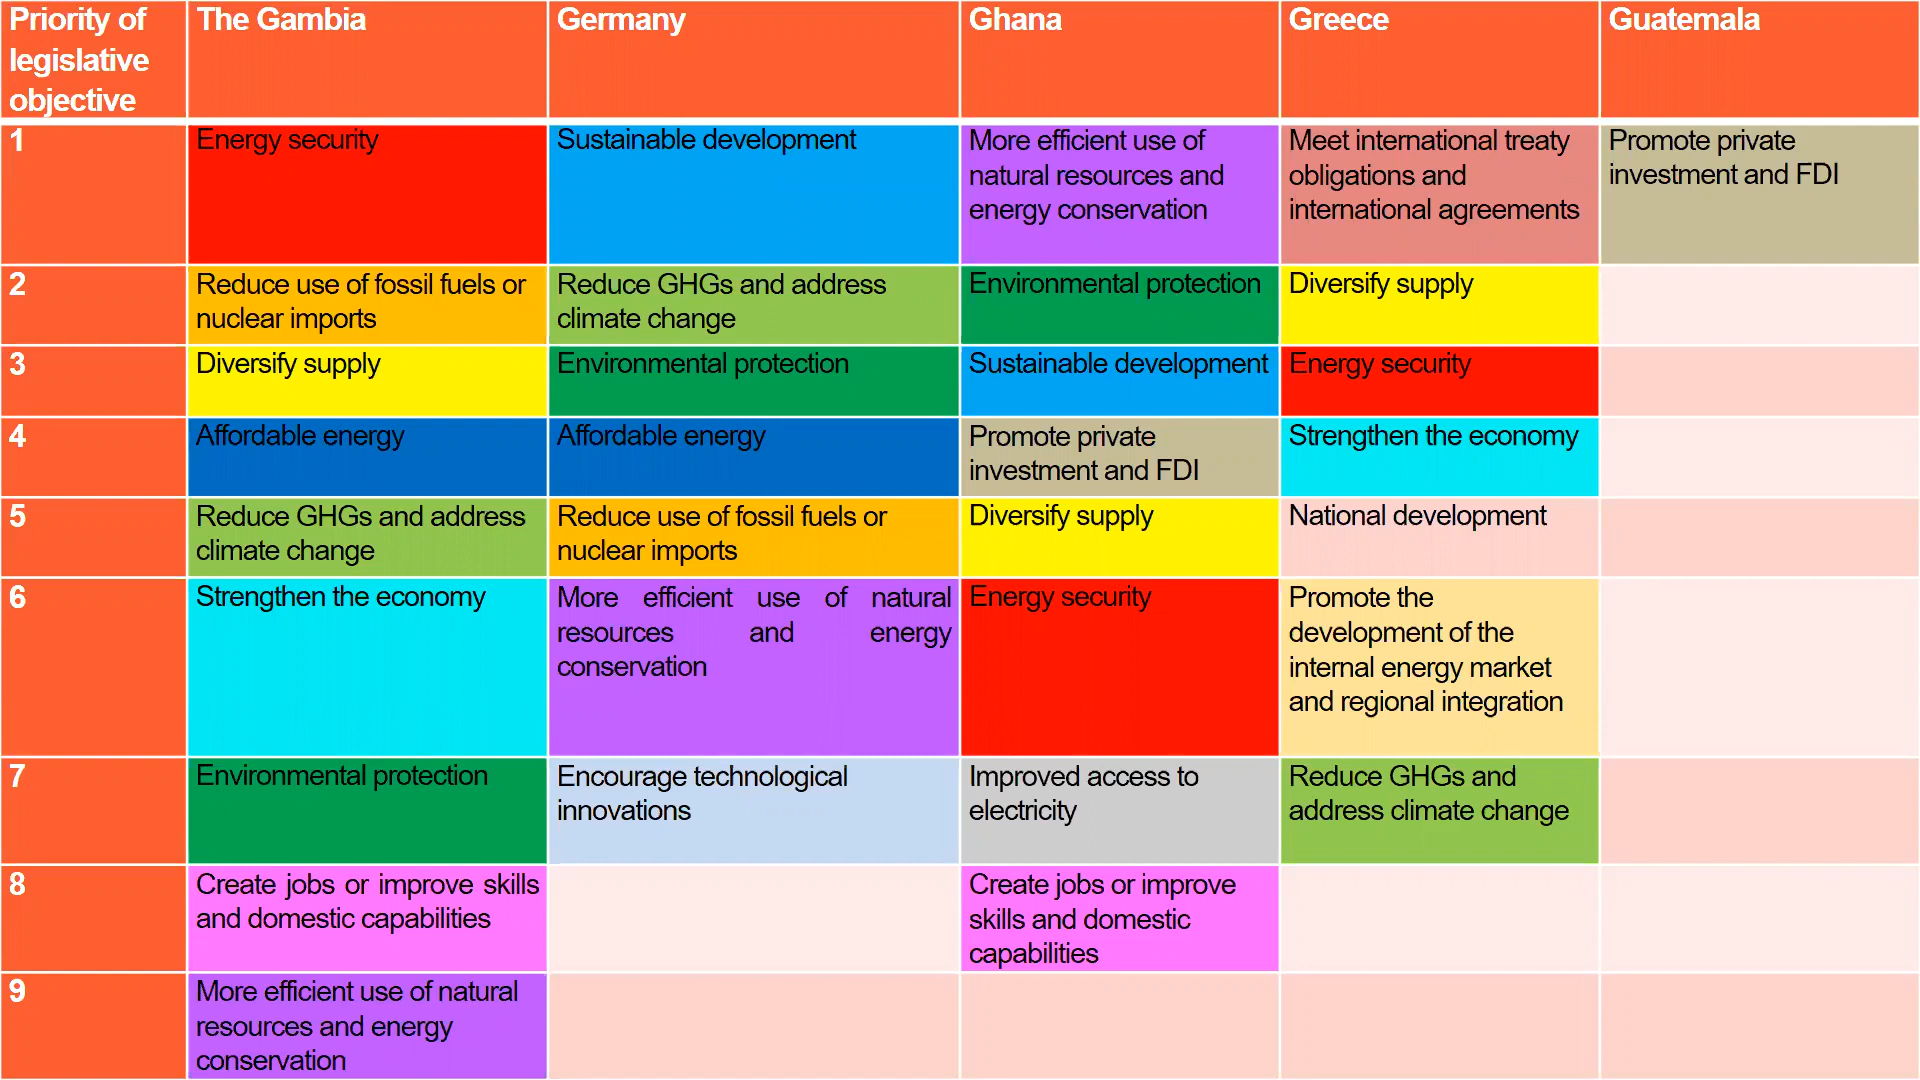 Priority of
legislative
objective
The Gambia
Germany
Ghana
Greece
Guatemala
1
Energy security
Sustainable development
More efficient use of
natural resources and
energy conservation
Meet international treaty
obligations and
international agreements
Promote private
investment and FDI
2
Reduce use of fossil fuels or
nuclear imports
Reduce GHGs and address
climate change
Environmental protection
Diversify supply
3
Diversify supply
Environmental protection
Sustainable development
Energy security
4
Affordable energy
Affordable energy
Promote private
investment and FDI
Strengthen the economy
5
Reduce GHGs and address
climate change
Reduce use of fossil fuels or
nuclear imports
Diversify supply
National development
6
Strengthen the economy
More efficient use of natural
resources and energy
conservation
Energy security
Promote the
development of the
internal energy market
and regional integration
7
Environmental protection
Encourage technological
innovations
Improved access to
electricity
Reduce GHGs and
address climate change
8
Create jobs or improve skills
and domestic capabilities
Create jobs or improve
skills and domestic
capabilities
9
More efficient use of natural
resources and energy
conservation